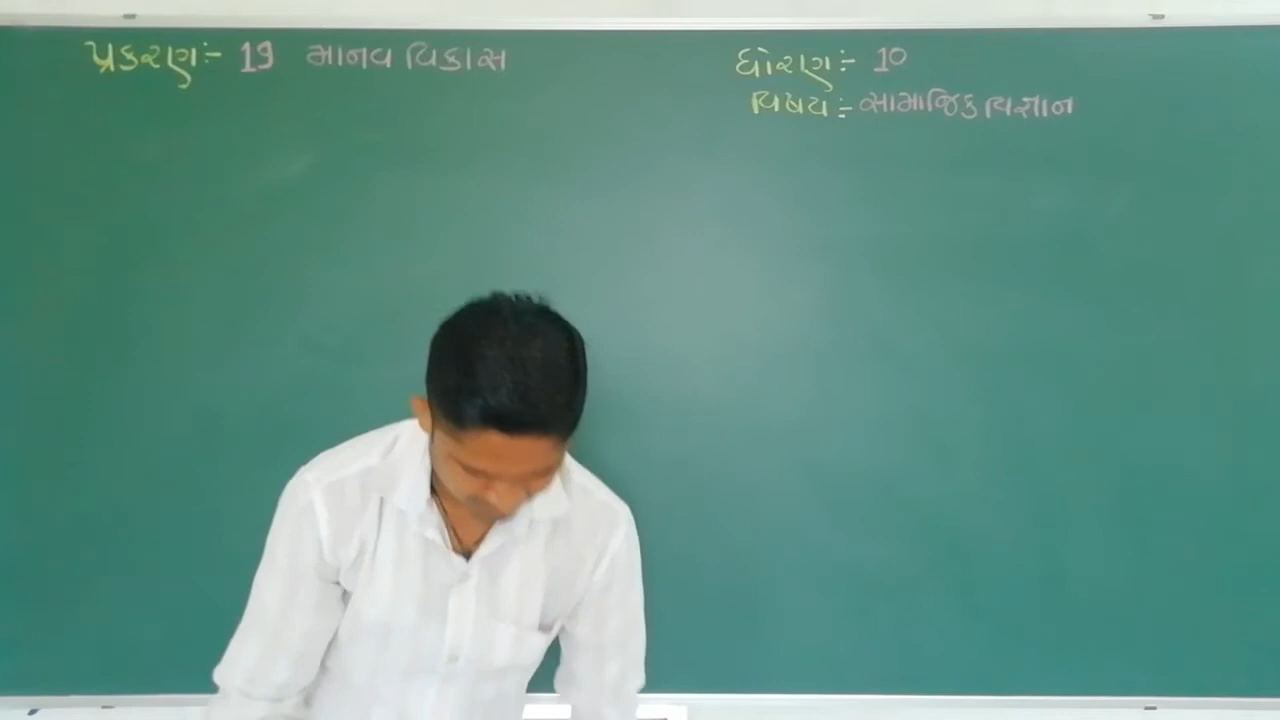 પ્રકરણ:- 19 માનવ વિકાસ
ધોરણ:- 10
વિષય:- સામાજિક વિજ્ઞાન